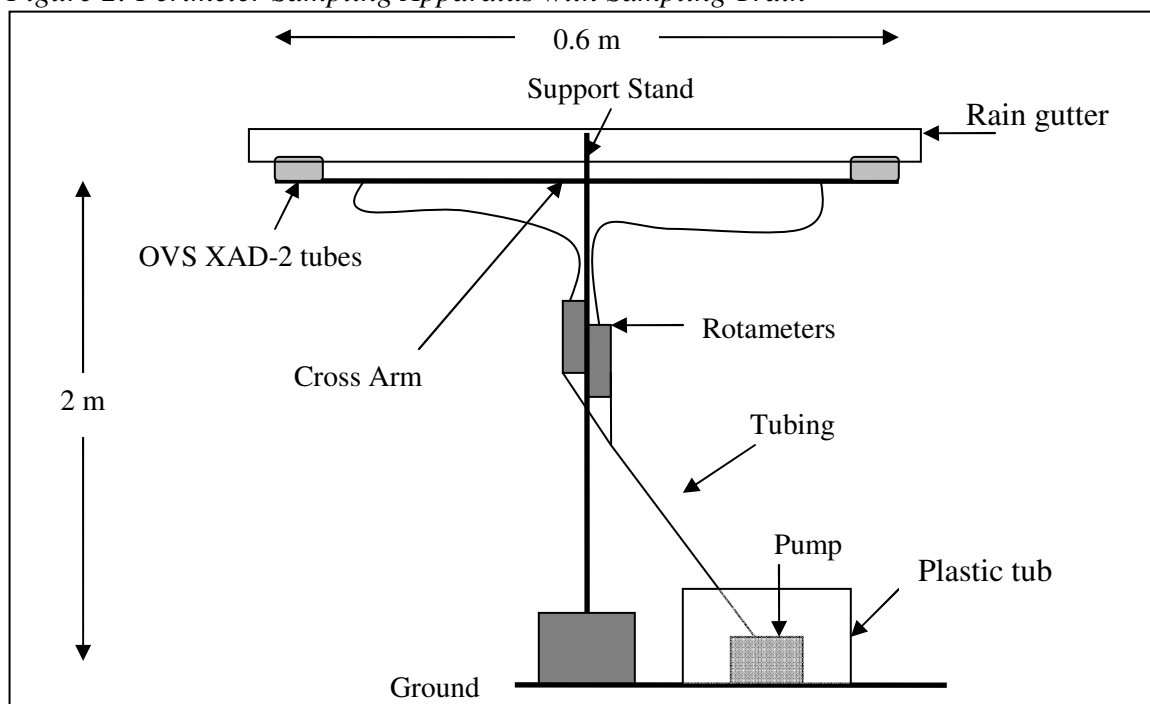 Figure 2: Perimeter Sampling Apparatus with Sampling Train
0.6 m
Support Stand
Rain gutter
OVS XAD-2 tubes
Rotameters
Cross Arm
2 m
Tubing
Pump
Plastic tub
Ground